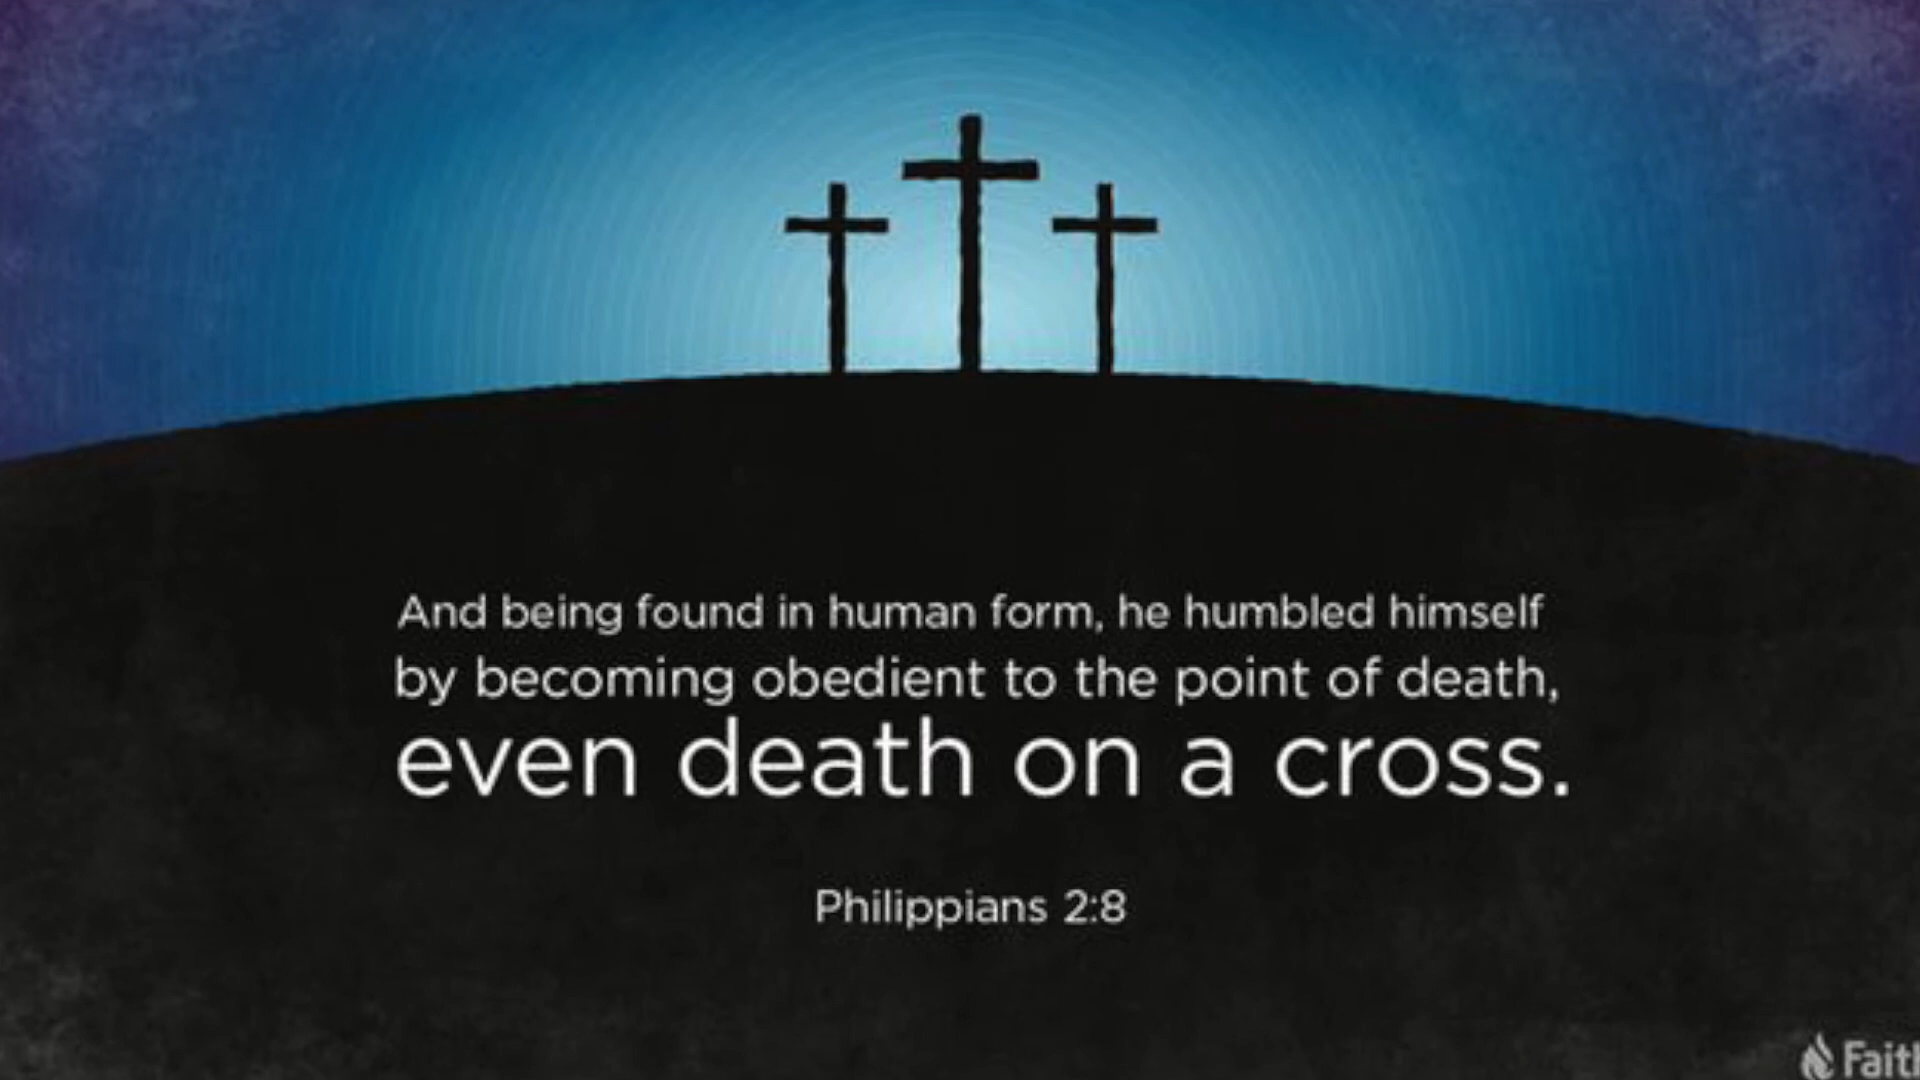 And being found in human form, he humbled himself
by becoming obedient to the point of death,
even death on a cross.
Philippians 2:8